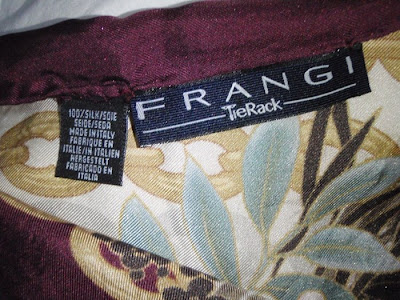 FRANGI
TieRack
100% SILK/SOIE
SEIDE/SEDA
MADE IN ITALY
FABRIQUE EN
ITALIE/IN ITALIEN
HERGESTELT
FABRICADO EN
ITALIA